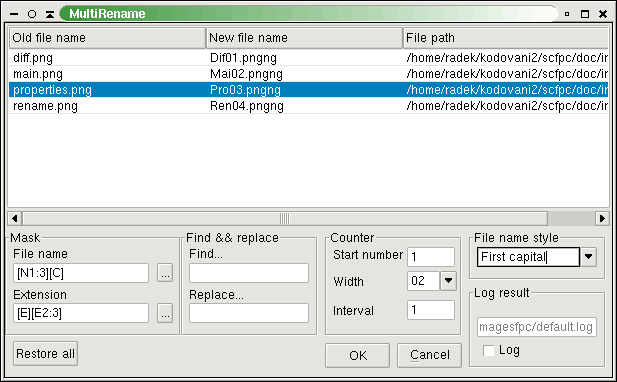 MultiRename
Old file name New file name File path
diff.png Dif01.pngng /home/radek/kodovani2/scfpc/doc/ir
main.png Mai02.pngng /home/radek/kodovani2/scfpc/doc/ir
properties.png Pro03.pngng /home/radek/kodovani2/scfpc/doc/ir
rename.png Ren04.pngng /home/radek/kodovani2/scfpc/doc/ir
Mask Find && replace Counter File name style
File name Find... Start number 1 First capital
[N1:3][C] ...
Width 02
Extension Replace... Log result
[E][E2:3] ... Interval 1 magesfpc/default.log
Restore all OK Cancel Log